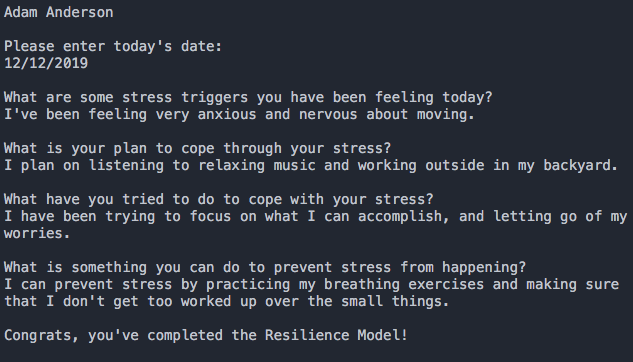 Adam Anderson
Please enter today's date:
12/12/2019
What are some stress triggers you have been feeling today?
I've been feeling very anxious and nervous about moving.
What is your plan to cope through your stress?
I plan on listening to relaxing music and working outside in my backyard.
What have you tried to do to cope with your stress?
I have been trying to focus on what I can accomplish, and letting go of my
worries.
What is something you can do to prevent stress from happening?
I can prevent stress by practicing my breathing exercises and making sure
that I don't get too worked up over the small things.
Congrats, you've completed the Resilience Model!